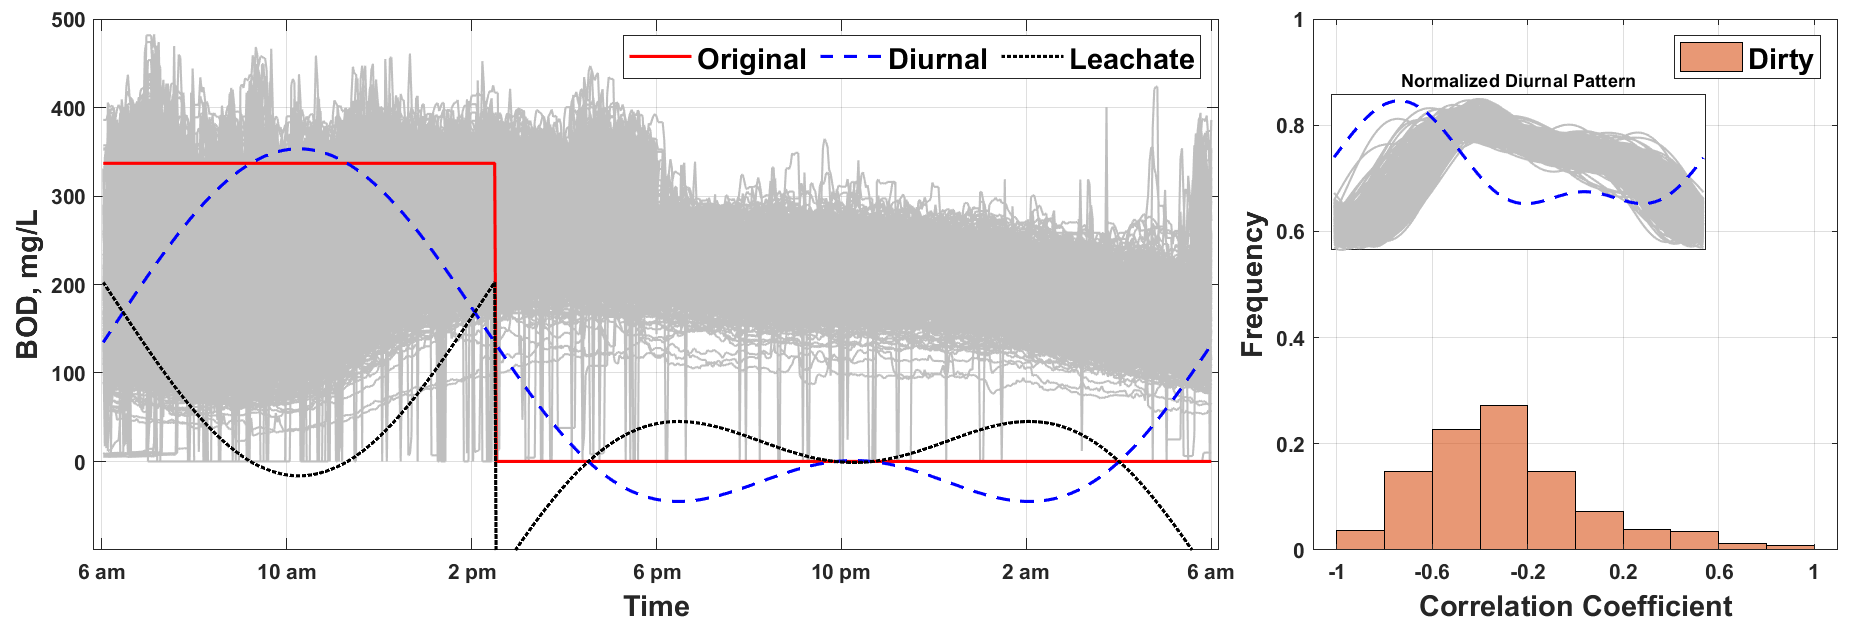 500
400
300
200
100
0
BOD, mg/L
6 am 10 am 2 pm 6 pm 10 pm 2 am 6 am
Time
Original Diurnal Leachate
1
0.8
0.6
0.4
0.2
0
Frequency
Dirty
Normalized Diurnal Pattern
-1 -0.6 -0.2 0.2 0.6 1
Correlation Coefficient